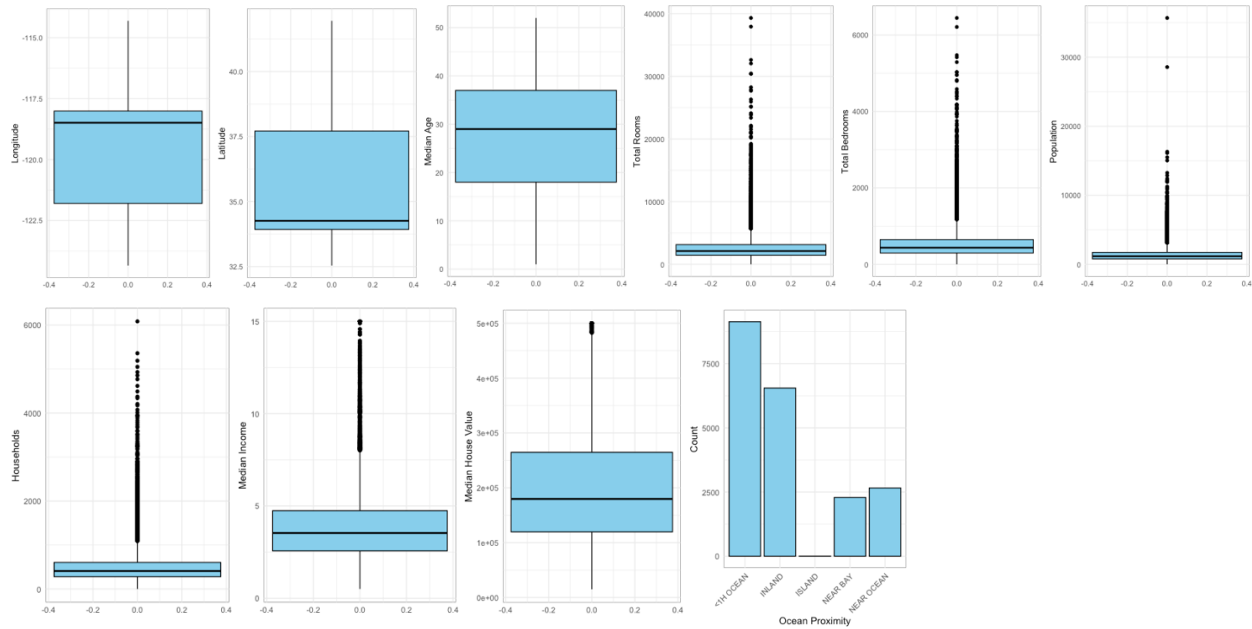 Longitude
-115.0
-117.5
-120.0
-122.5
-0.4 -0.2 0.0 0.2 0.4
Latitude
40.0
37.5
35.0
32.5
-0.4 -0.2 0.0 0.2 0.4
Median Age
50
40
30
20
10
0
-0.4 -0.2 0.0 0.2 0.4
Total Rooms
40000
30000
20000
10000
0
-0.4 -0.2 0.0 0.2 0.4
Total Bedrooms
6000
4000
2000
0
-0.4 -0.2 0.0 0.2 0.4
Population
30000
20000
10000
0
-0.4 -0.2 0.0 0.2 0.4
Households
6000
4000
2000
0
-0.4 -0.2 0.0 0.2 0.4
Median Income
15
10
5
0
-0.4 -0.2 0.0 0.2 0.4
Median House Value
5e+05
4e+05
3e+05
2e+05
1e+05
0e+00
-0.4 -0.2 0.0 0.2 0.4
Count
7500
5000
2500
0
<1H OCEAN
INLAND
ISLAND
NEAR BAY
NEAR OCEAN
Ocean Proximity